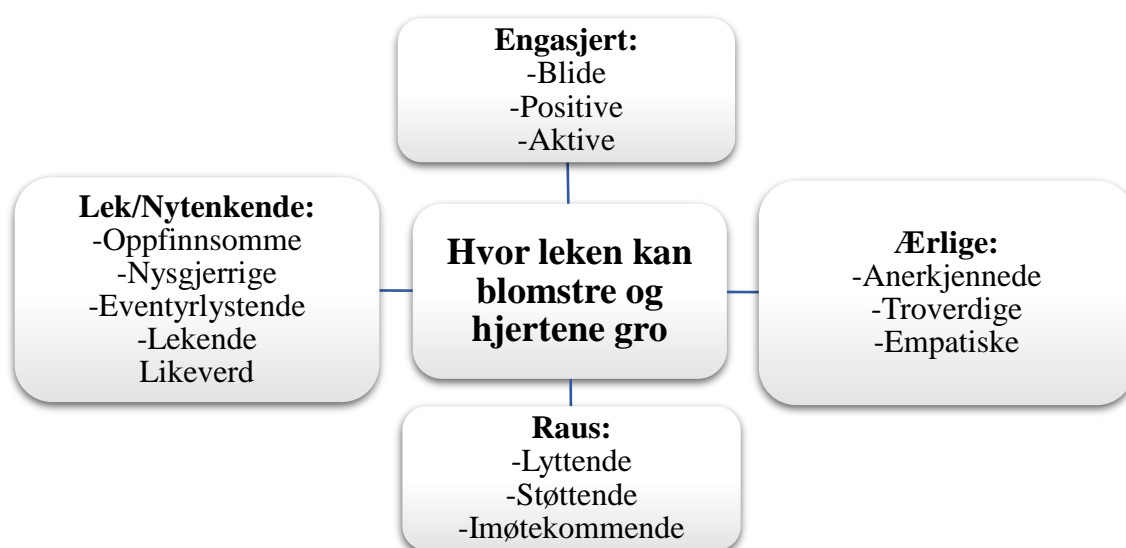 Engasjert:
-Blide
-Positive
-Aktive
Lek/Nytenkende:
-Oppfinnsomme
-Nysgjerrige
-Eventyrlystende
-Lekende
Likeverd
Hvor leken kan
blomstre og
hjertene gro
Ærlige:
-Anerkjennede
-Troverdige
-Empatiske
Raus:
-Lyttende
-Støttende
-Imøtekommende